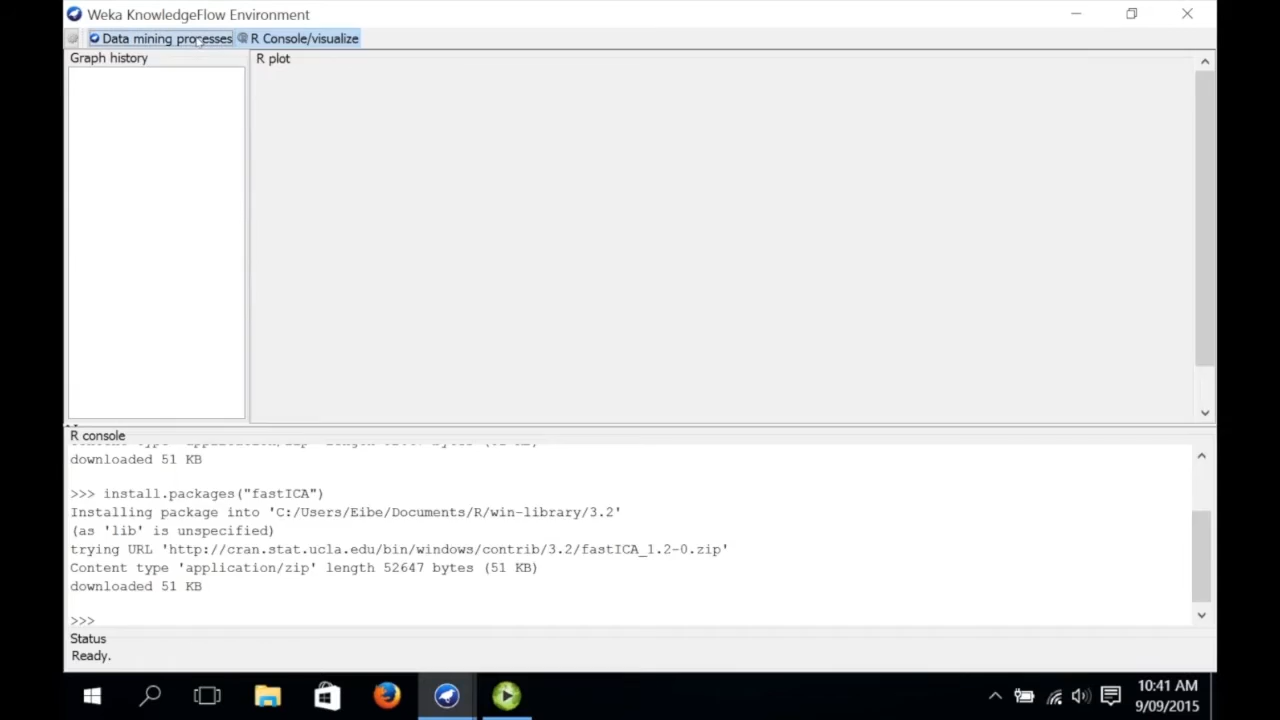 Weka KnowledgeFlow Environment
Data mining processes
R Console/visualize
Graph history
R plot
R console
downloaded 51 KB
>>> install.packages("fastICA")
Installing package into 'C:/Users/Eibe/Documents/R/win-library/3.2'
(as 'lib' is unspecified)
trying URL 'http://cran.stat.ucla.edu/bin/windows/contrib/3.2/fastICA_1.2-0.zip'
Content type 'application/zip' length 52647 bytes (51 KB)
downloaded 51 KB
>>>
Status
Ready.
10:41 AM
9/09/2015